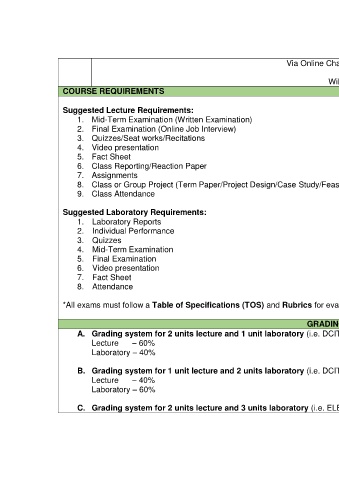 Via Online Cha
Wil
COURSE REQUIREMENTS
Suggested Lecture Requirements:
1. Mid-Term Examination (Written Examination)
2. Final Examination (Online Job Interview)
3. Quizzes/Seat works/Recitations
4. Video presentation
5. Fact Sheet
6. Class Reporting/Reaction Paper
7. Assignments
8. Class or Group Project (Term Paper/Project Design/Case Study/Feas
9. Class Attendance
Suggested Laboratory Requirements:
1. Laboratory Reports
2. Individual Performance
3. Quizzes
4. Mid-Term Examination
5. Final Examination
6. Video presentation
7. Fact Sheet
8. Attendance
*All exams must follow a Table of Specifications (TOS) and Rubrics for eva
GRADIN
A. Grading system for 2 units lecture and 1 unit laboratory (i.e. DCIT
Lecture – 60%
Laboratory – 40%
B. Grading system for 1 unit lecture and 2 units laboratory (i.e. DCIT
Lecture – 40%
Laboratory – 60%
C. Grading system for 2 units lecture and 3 units laboratory (i.e. ELE